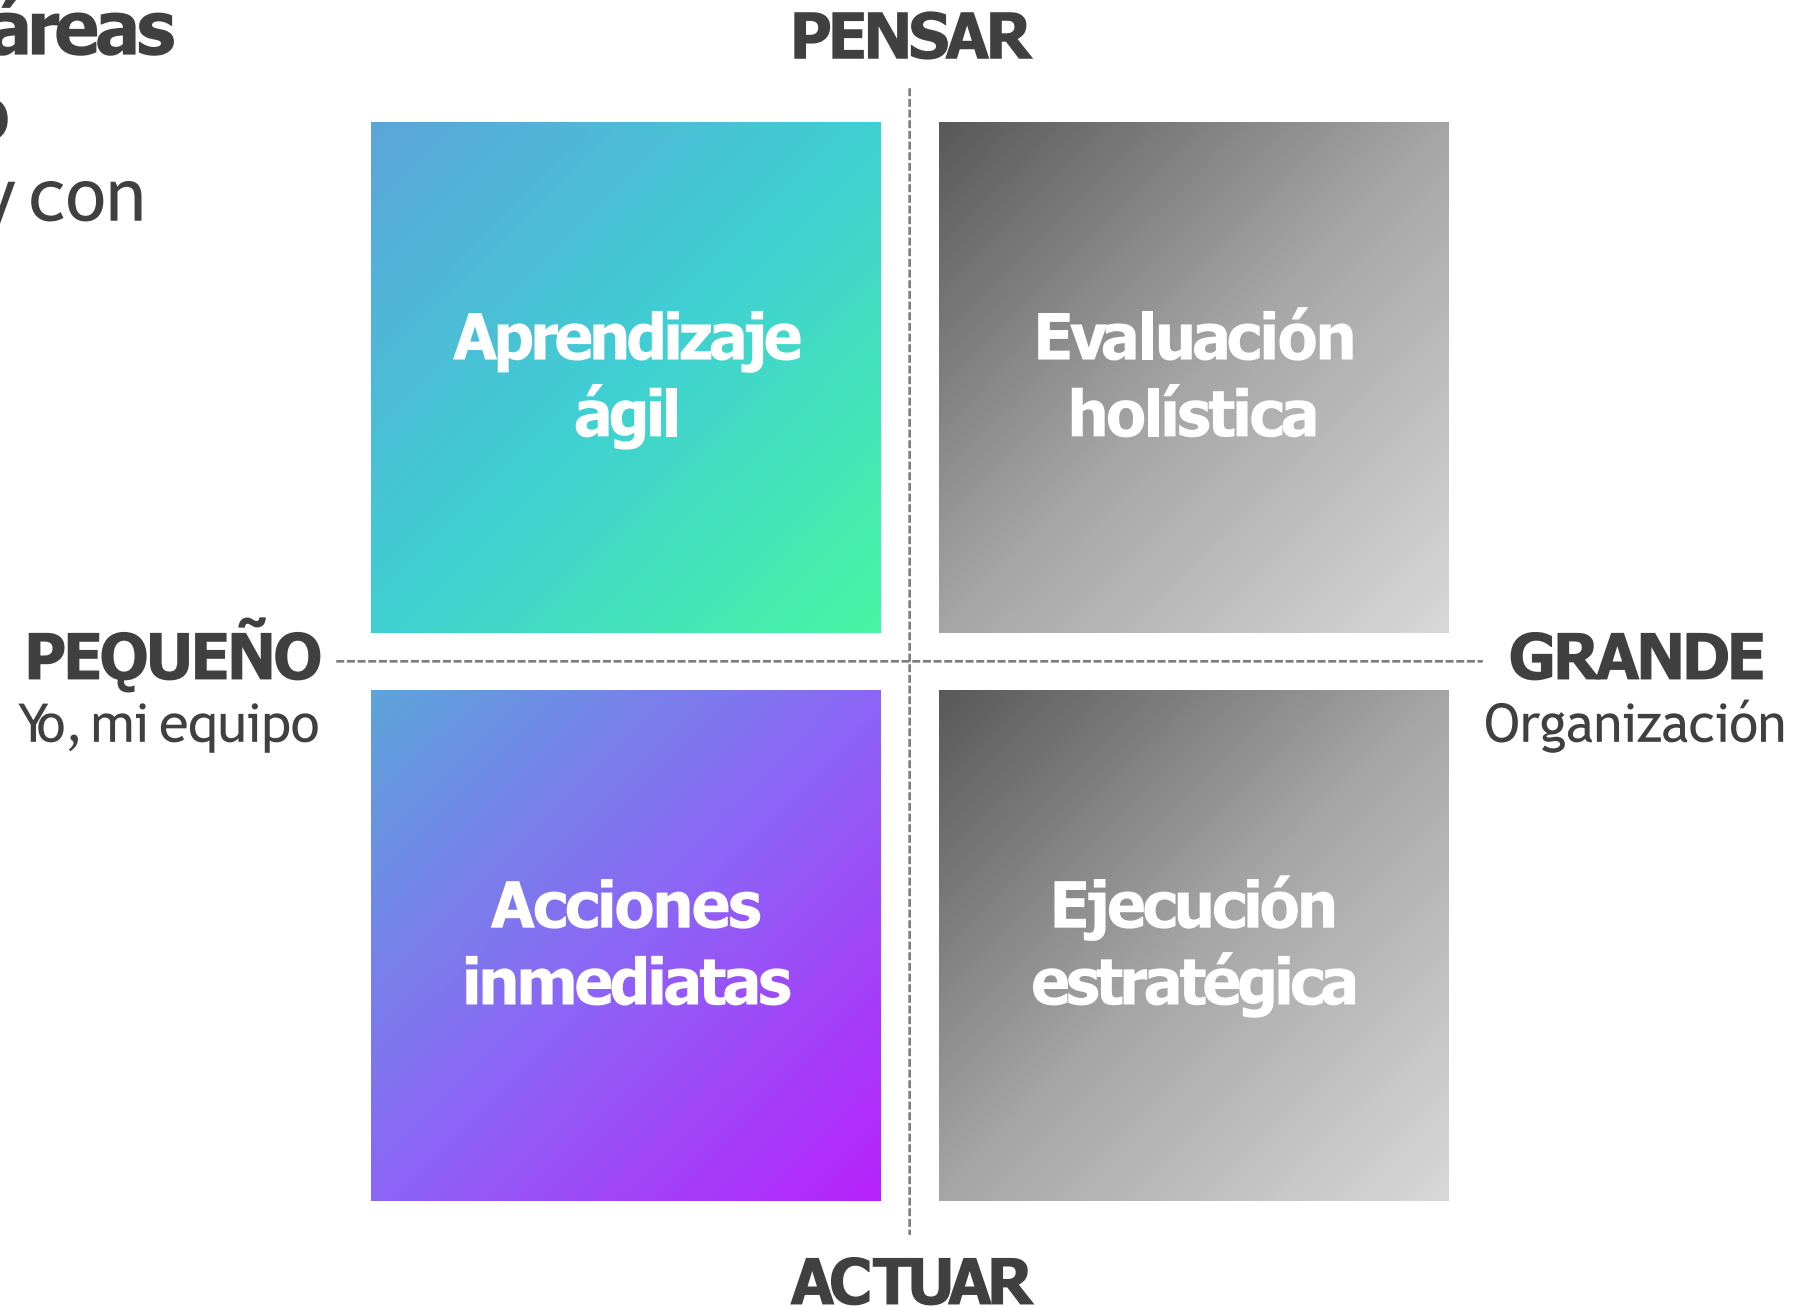 áreas
PENSAR
y con
Aprendizaje
ágil
Evaluación
holística
PEQUEÑO
Yo, mi equipo
GRANDE
Organización
Acciones
inmediatas
Ejecución
estratégica
ACTUAR